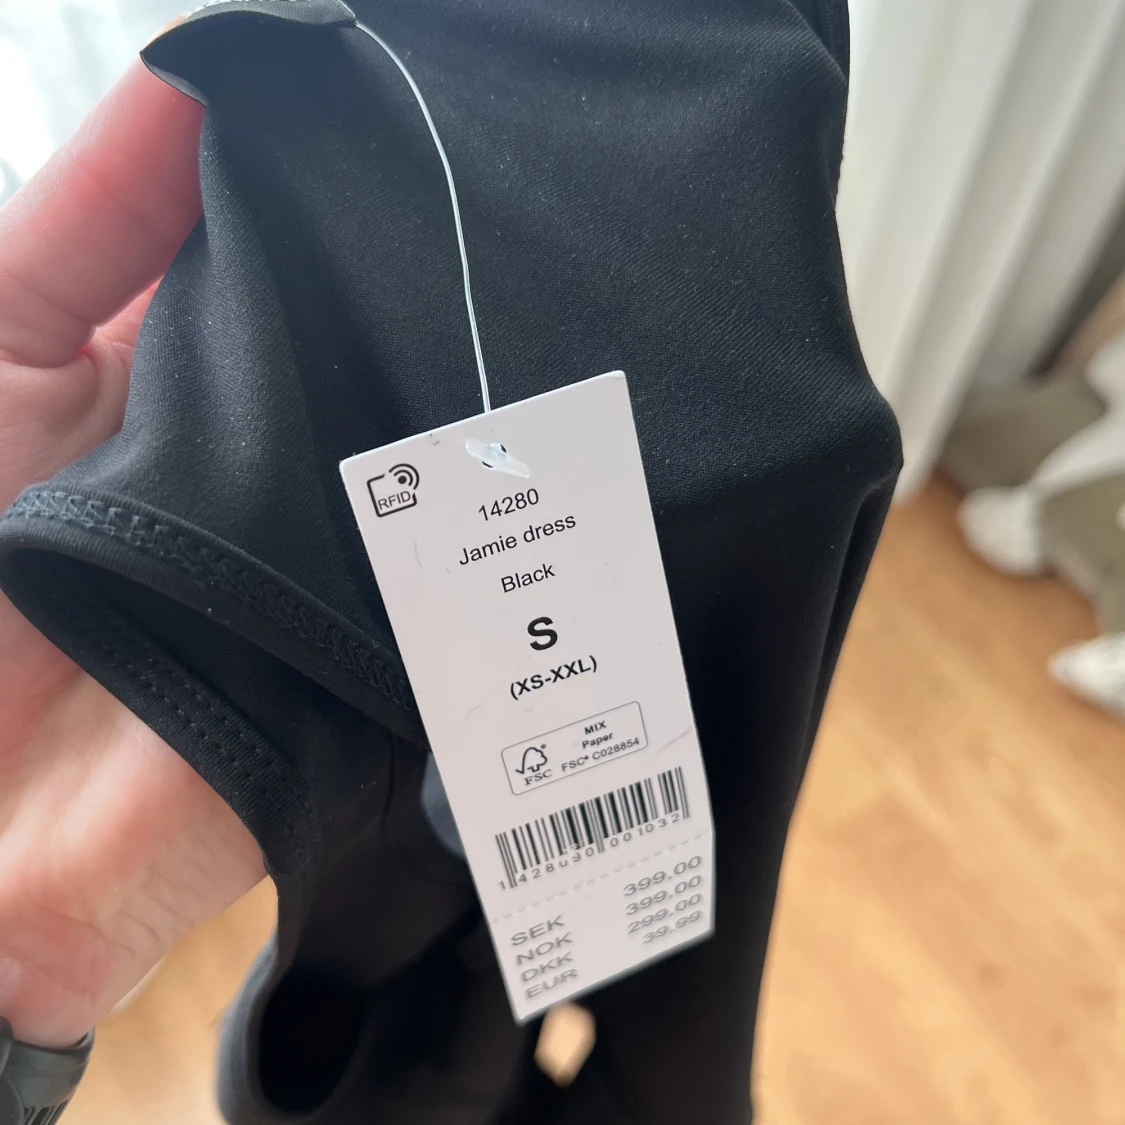 RFID
14280
Jamie dress
Black
S
(XS-XXL)
MIX
Paper
FSC® C028854
FSC
1428090001032
SEK 399.00
NOK 399.00
DKK 299.00
EUR 39.99